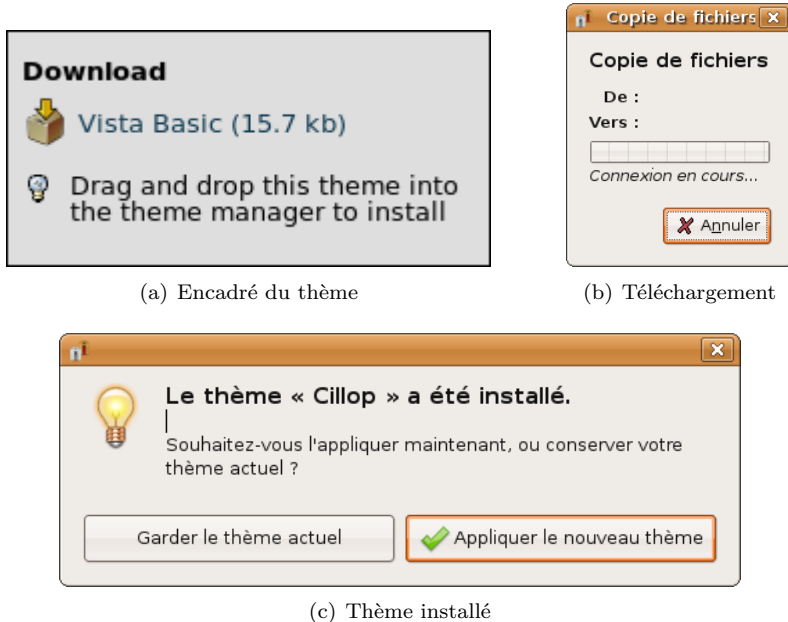 Download
Vista Basic (15.7 kb)
Drag and drop this theme into
the theme manager to install
(a) Encadré du thème
Copie de fichiers
Copie de fichiers
De :
Vers :
Connexion en cours...
Annuler
(b) Téléchargement
Le thème « Cillop » a été installé.
Souhaitez-vous l'appliquer maintenant, ou conserver votre
thème actuel ?
Garder le thème actuel
Appliquer le nouveau thème
(c) Thème installé